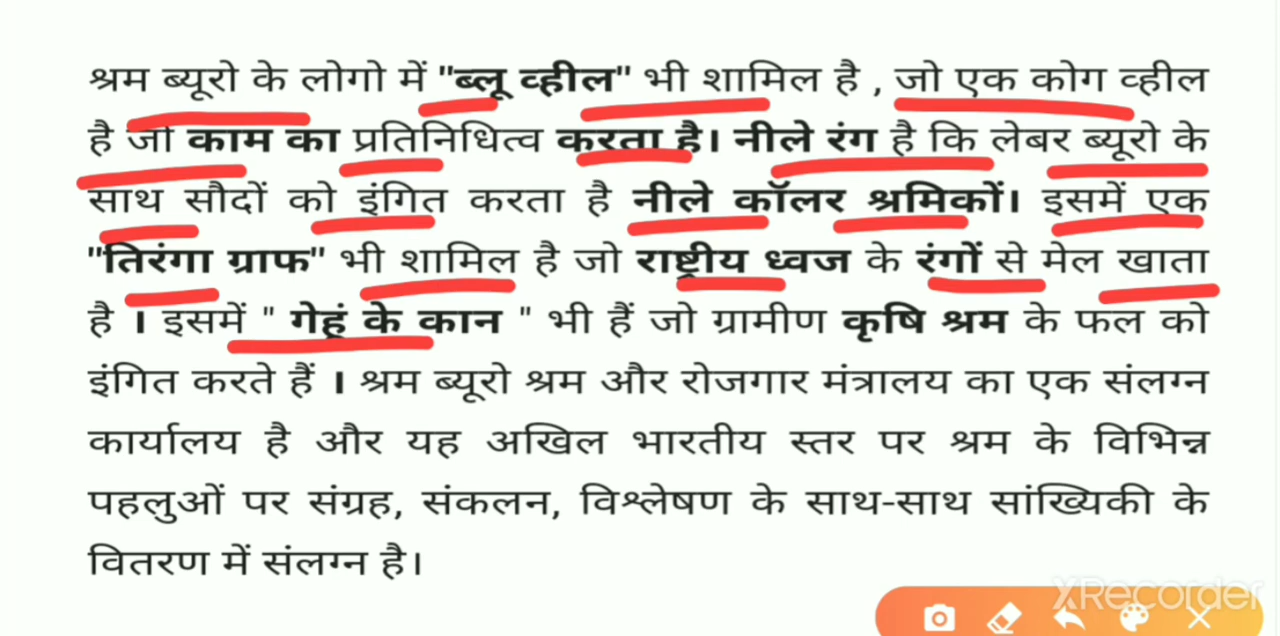 श्रम ब्यूरो के लोगो में "ब्लू व्हील" भी शामिल है , जो एक कोग व्हील
है जो काम का प्रतिनिधित्व करता है। नीले रंग है कि लेबर ब्यूरो के
साथ सौदों को इंगित करता है नीले कॉलर श्रमिकों। इसमें एक
"तिरंगा ग्राफ" भी शामिल है जो राष्ट्रीय ध्वज के रंगों से मेल खाता
है । इसमें " गेहूं के कान " भी हैं जो ग्रामीण कृषि श्रम के फल को
इंगित करते हैं । श्रम ब्यूरो श्रम और रोजगार मंत्रालय का एक संलग्न
कार्यालय है और यह अखिल भारतीय स्तर पर श्रम के विभिन्न
पहलुओं पर संग्रह, संकलन, विश्लेषण के साथ-साथ सांख्यिकी के
वितरण में संलग्न है।
XRecorder